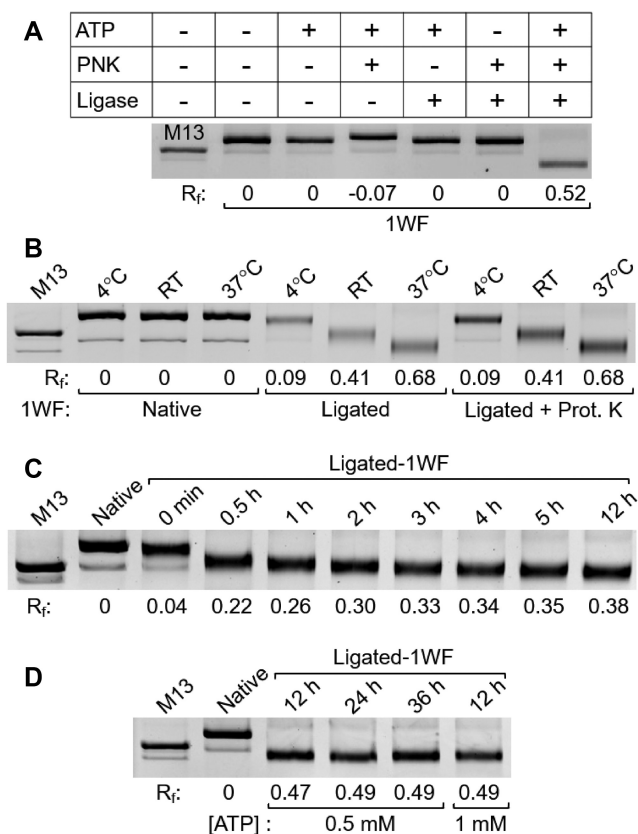 A
ATP - - + + + - +
PNK - - - + - + +
Ligase - - - - + + +
M13
Rf: 0 0 -0.07 0 0 0.52
1WF
B
M13 4°C RT 37°C 4°C RT 37°C 4°C RT 37°C
Rf: 0 0 0 0.09 0.41 0.68 0.09 0.41 0.68
1WF: Native Ligated Ligated + Prot. K
C
Ligated-1WF
M13 Native 0 min 0.5 h 1 h 2 h 3 h 4 h 5 h 12 h
Rf: 0 0.04 0.22 0.26 0.30 0.33 0.34 0.35 0.38
D
Ligated-1WF
M13 Native 12 h 24 h 36 h 12 h
Rf: 0 0.47 0.49 0.49 0.49
[ATP] : 0.5 mM 1 mM